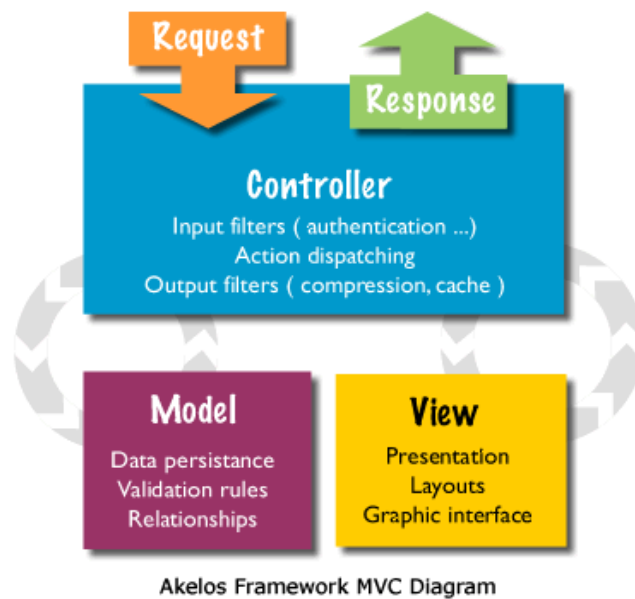 Request
Response
Controller
Input filters ( authentication ...)
Action dispatching
Output filters ( compression, cache )
Model
Data persistance
Validation rules
Relationships
View
Presentation
Layouts
Graphic interface
Akelos Framework MVC Diagram